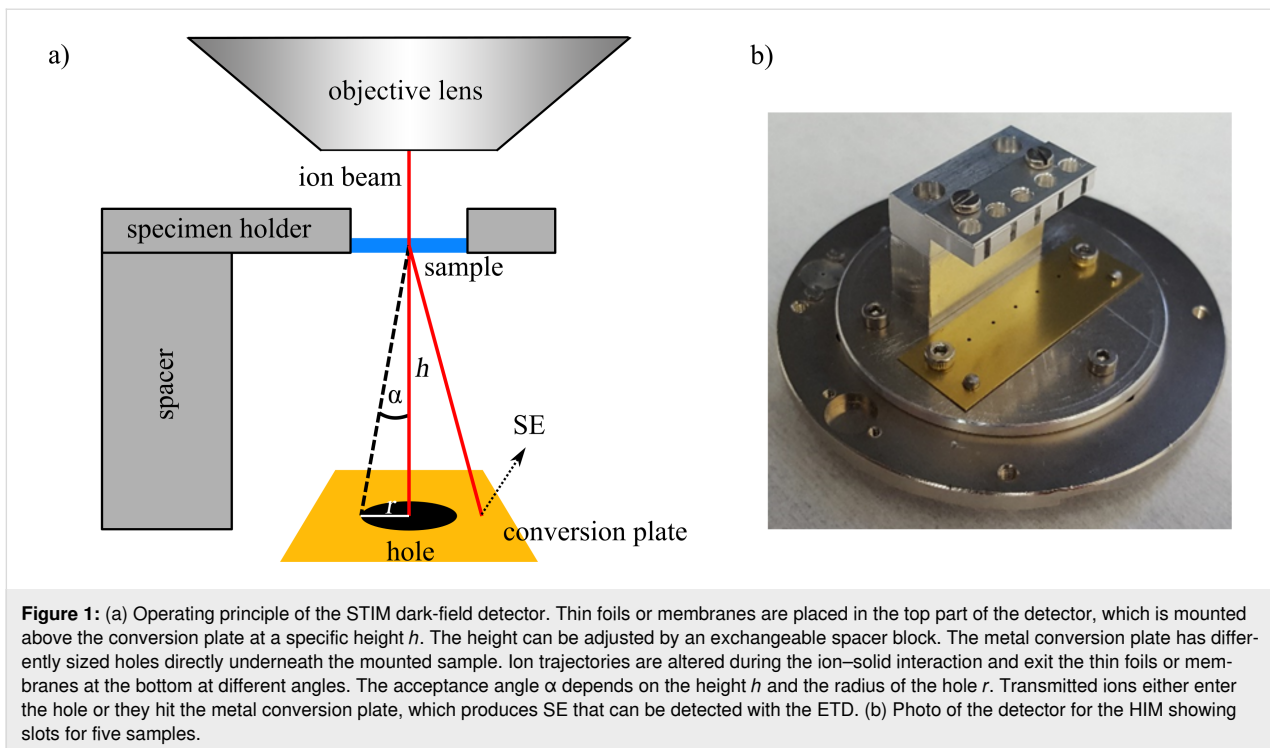 a)
b)
objective lens
ion beam
specimen holder
sample
spacer
h
α
SE
r
conversion plate
hole
Figure 1: (a) Operating principle of the STIM dark-field detector. Thin foils or membranes are placed in the top part of the detector, which is mounted
above the conversion plate at a specific height h. The height can be adjusted by an exchangeable spacer block. The metal conversion plate has differ-
ently sized holes directly underneath the mounted sample. Ion trajectories are altered during the ion–solid interaction and exit the thin foils or mem-
branes at the bottom at different angles. The acceptance angle α depends on the height h and the radius of the hole r. Transmitted ions either enter
the hole or they hit the metal conversion plate, which produces SE that can be detected with the ETD. (b) Photo of the detector for the HIM showing
slots for five samples.